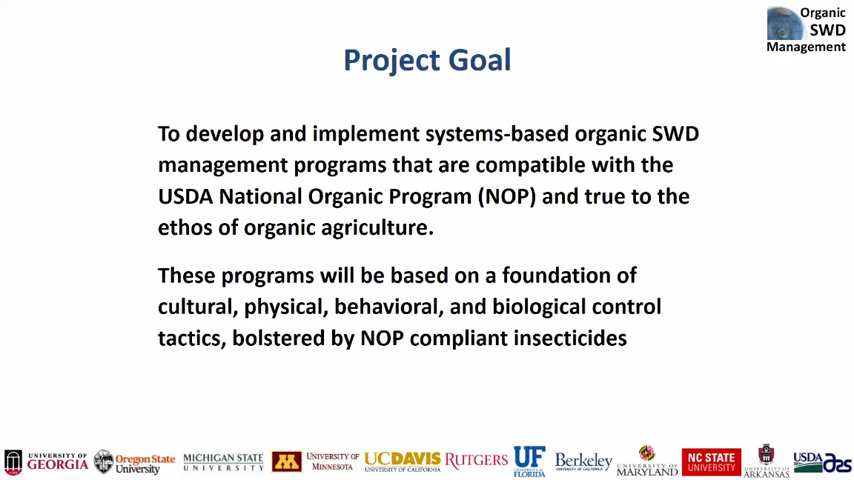 Organic
SWD
Management
Project Goal
To develop and implement systems-based organic SWD
management programs that are compatible with the
USDA National Organic Program (NOP) and true to the
ethos of organic agriculture.
These programs will be based on a foundation of
cultural, physical, behavioral, and biological control
tactics, bolstered by NOP compliant insecticides
UNIVERSITY OF
GEORGIA
Oregon State
University
MICHIGAN STATE
UNIVERSITY
M
UNIVERSITY OF
MINNESOTA
UCDAVIS
UNIVERSITY OF CALIFORNIA
RUTGERS
UF
UNIVERSITY of
FLORIDA
Berkeley
UNIVERSITY OF CALIFORNIA
UNIVERSITY OF
MARYLAND
NC STATE
UNIVERSITY
UNIVERSITY OF
ARKANSAS
USDA
ars